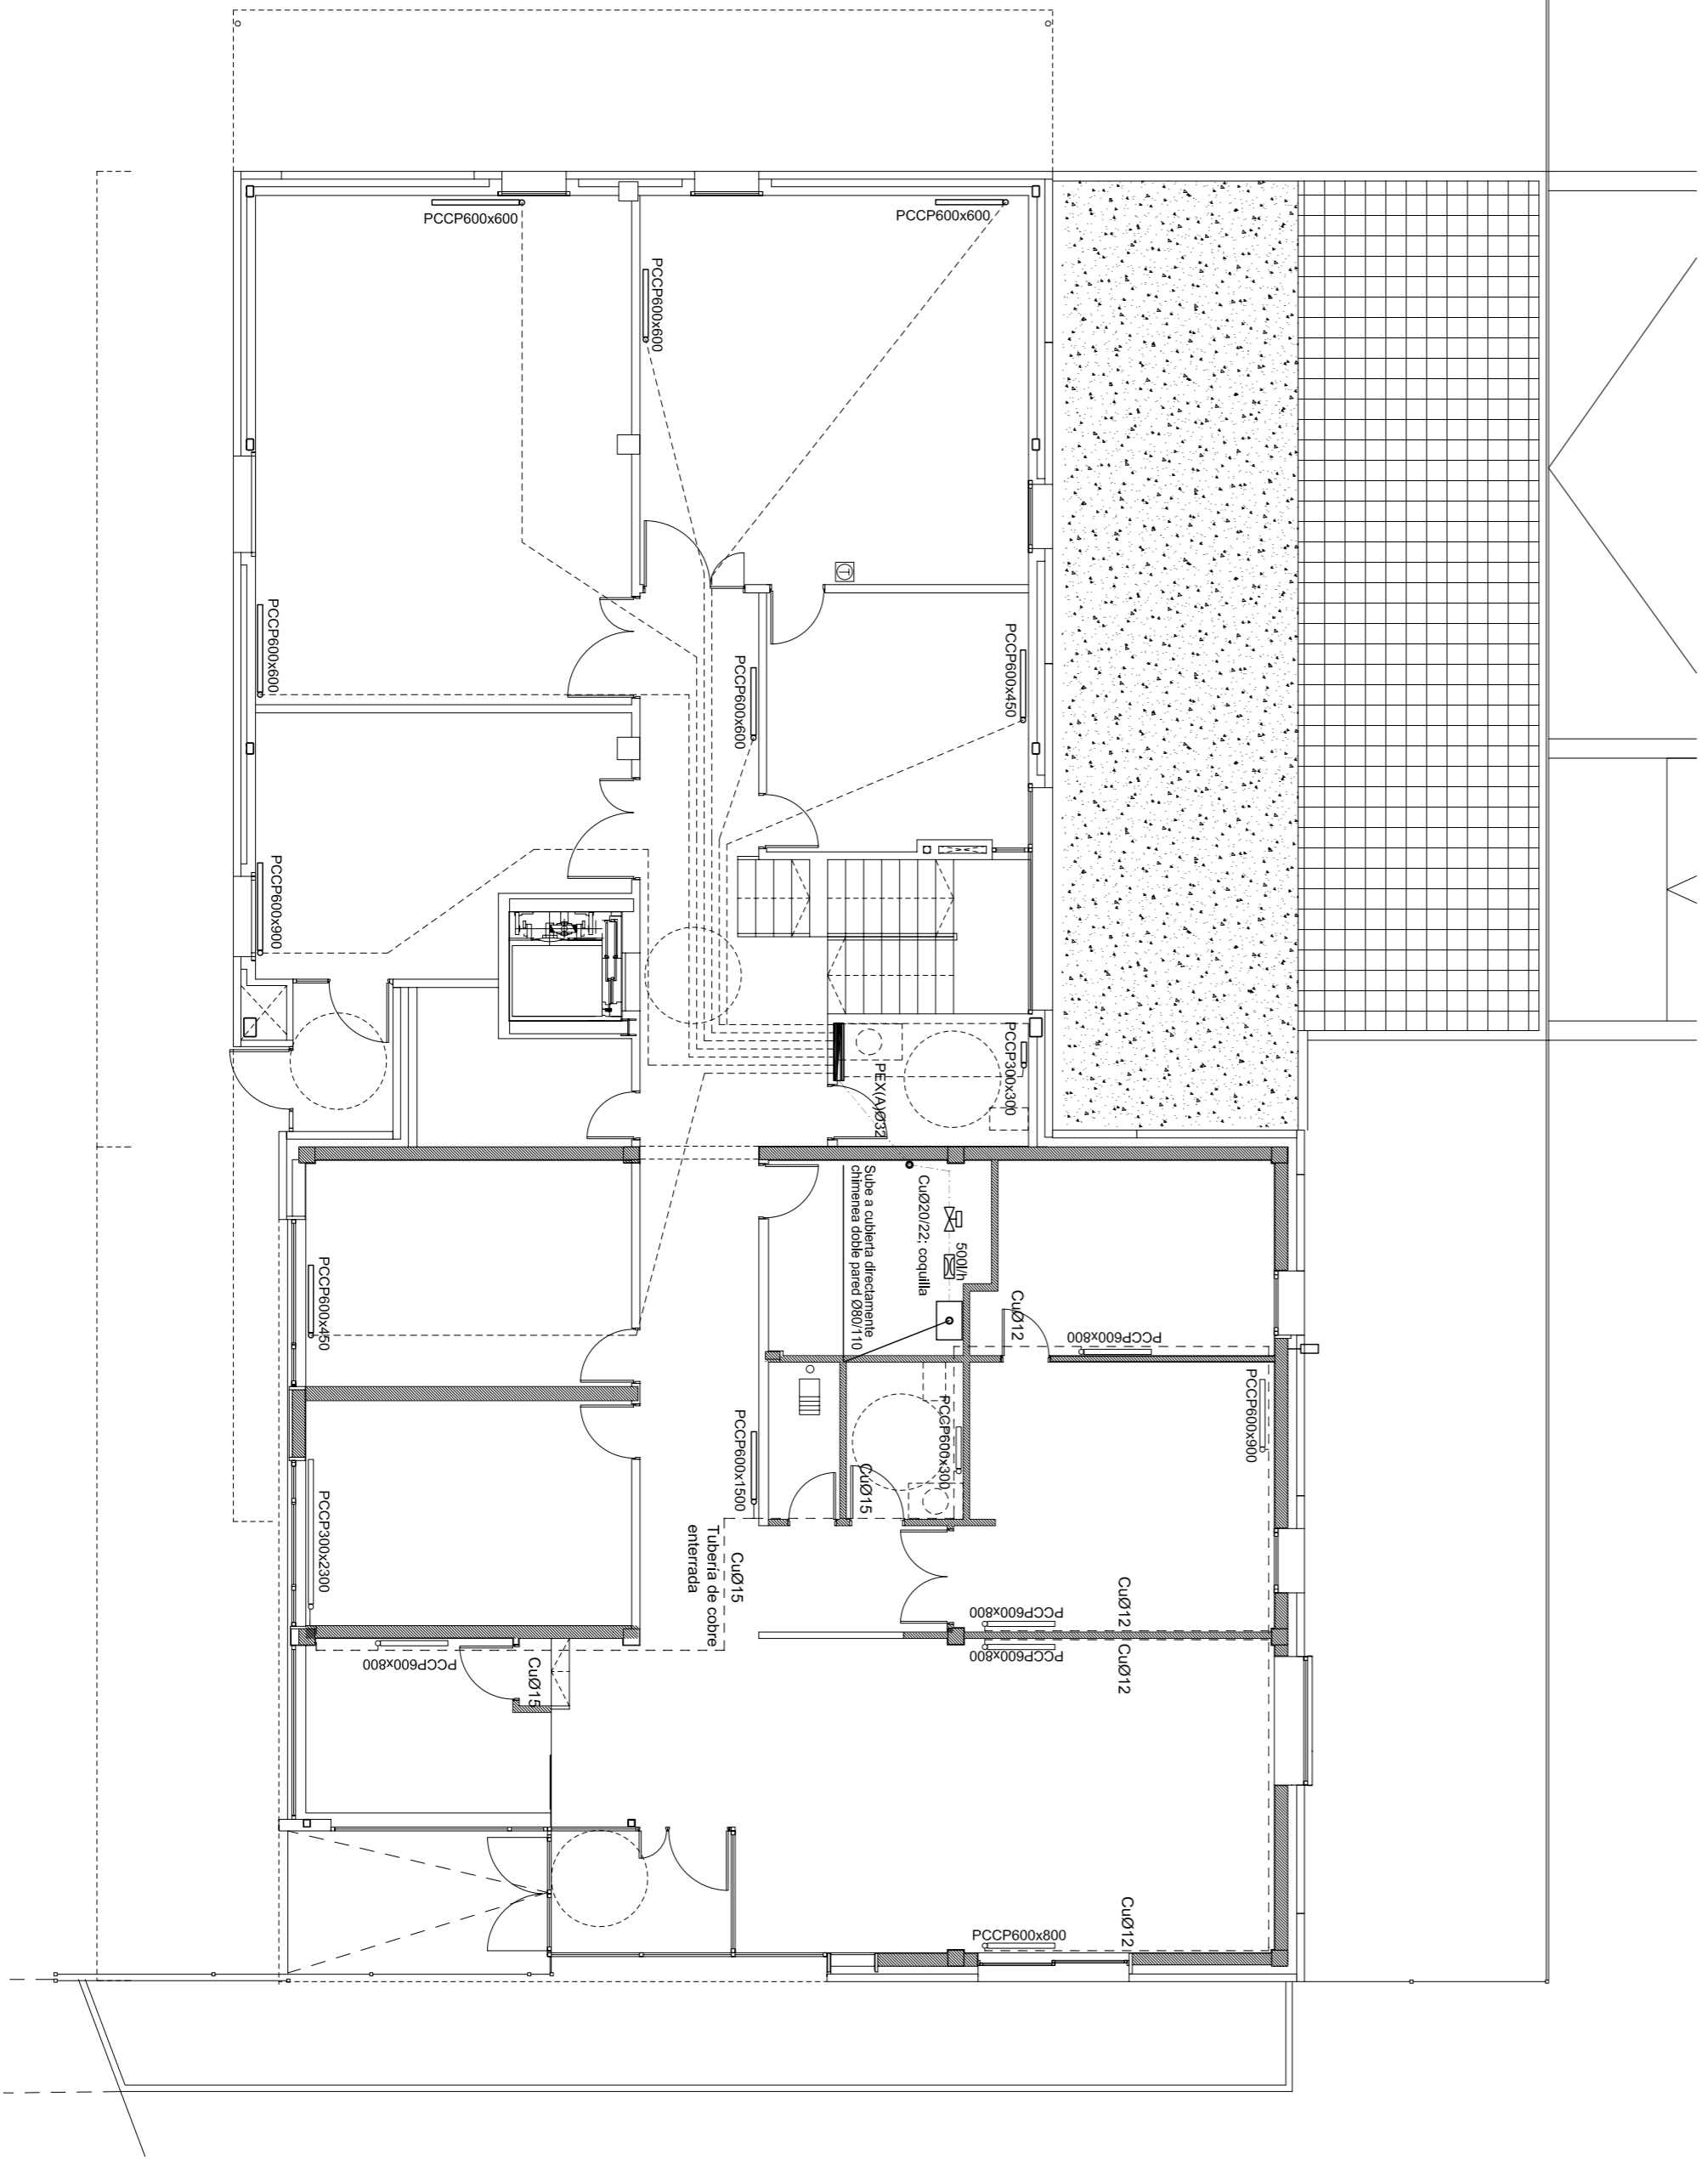 PCCP600x600
PCCP600x600
PCCP600x600
PCCP600x600
PCCP600x600
PCCP600x450
PCCP600x900
PCCP300x300
PEX(A)Ø32
Sube a cubierta directamente
chimenea doble pared Ø80/110
CuØ20/22; coquilla
500l/h
CuØ12
PCCP600x800
PCCP600x450
PCCP600x900
PCCP600x1500
PCCP600x300
CuØ15
PCCP300x2300
CuØ15
Tubería de cobre
enterrada
CuØ12
PCCP600x800
PCCP600x800
CuØ12
PCCP600x800
CuØ15
CuØ12
PCCP600x800
T